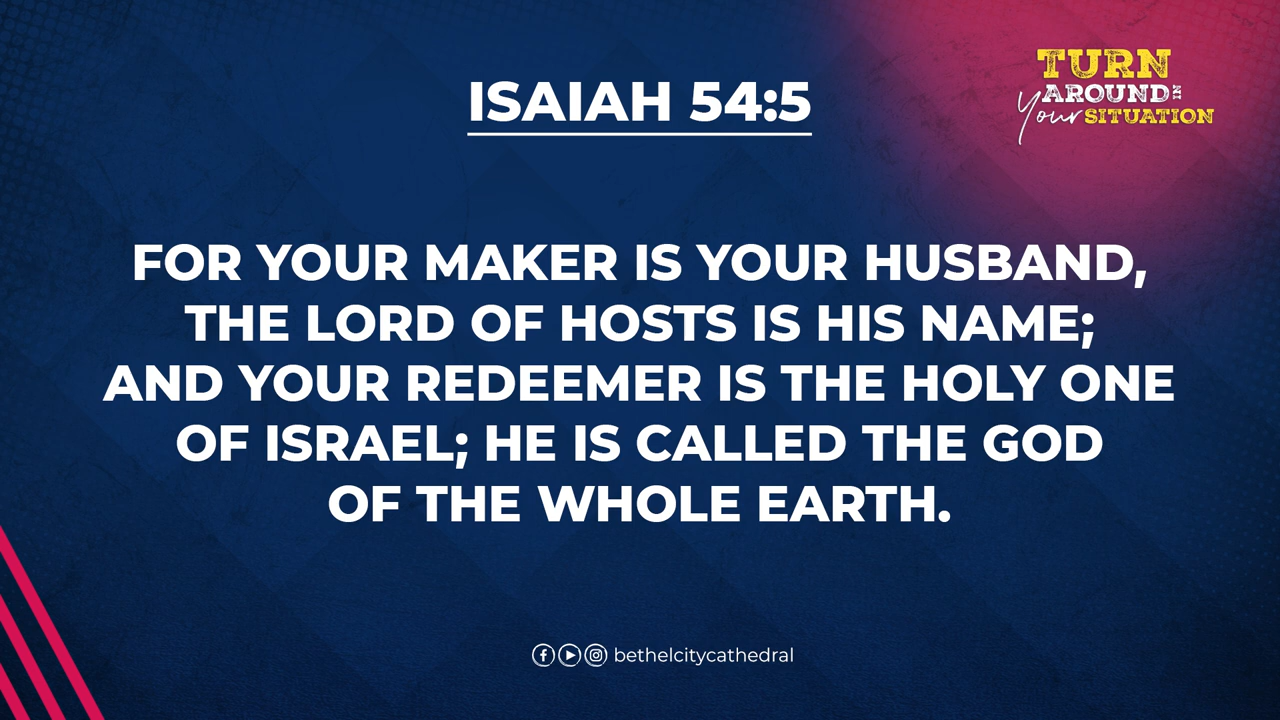 ISAIAH 54:5
TURN
AROUND IN
Your SITUATION
FOR YOUR MAKER IS YOUR HUSBAND,
THE LORD OF HOSTS IS HIS NAME;
AND YOUR REDEEMER IS THE HOLY ONE
OF ISRAEL; HE IS CALLED THE GOD
OF THE WHOLE EARTH.
bethelcitycathedral